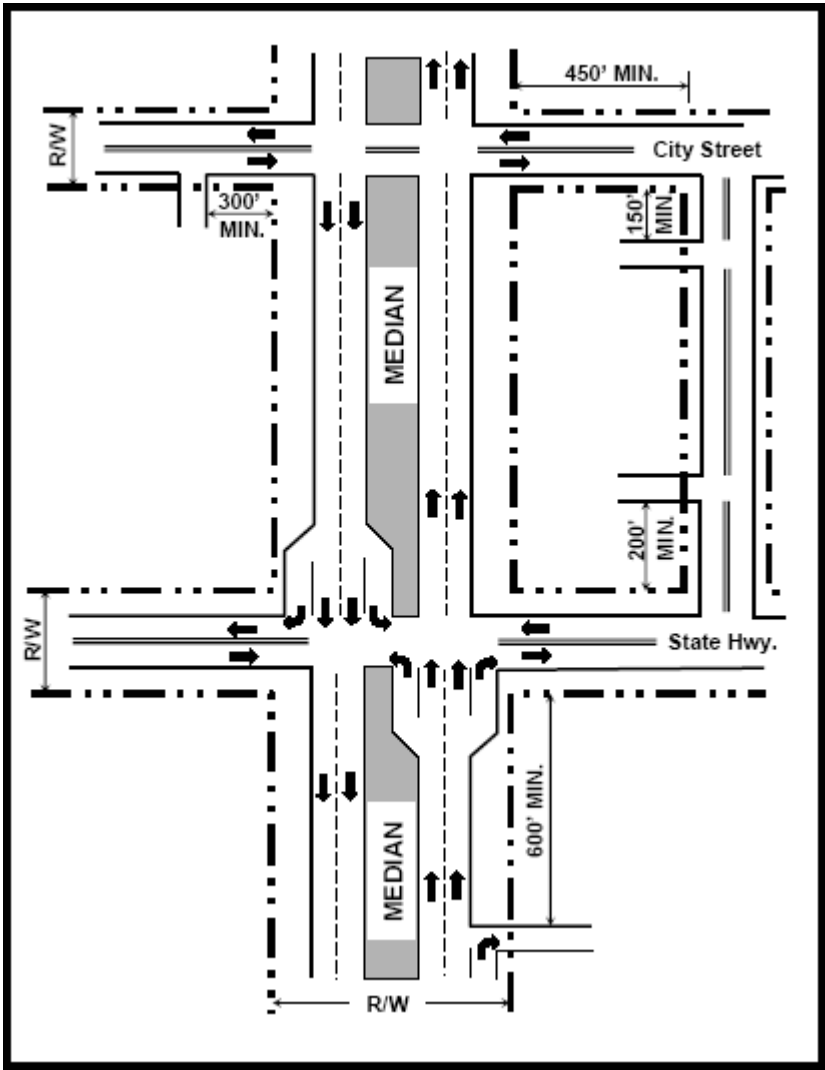 450’ MIN.
R/W
City Street
300’
MIN.
150’
MIN.
MEDIAN
200’
MIN.
R/W
State Hwy.
600’ MIN.
MEDIAN
R/W